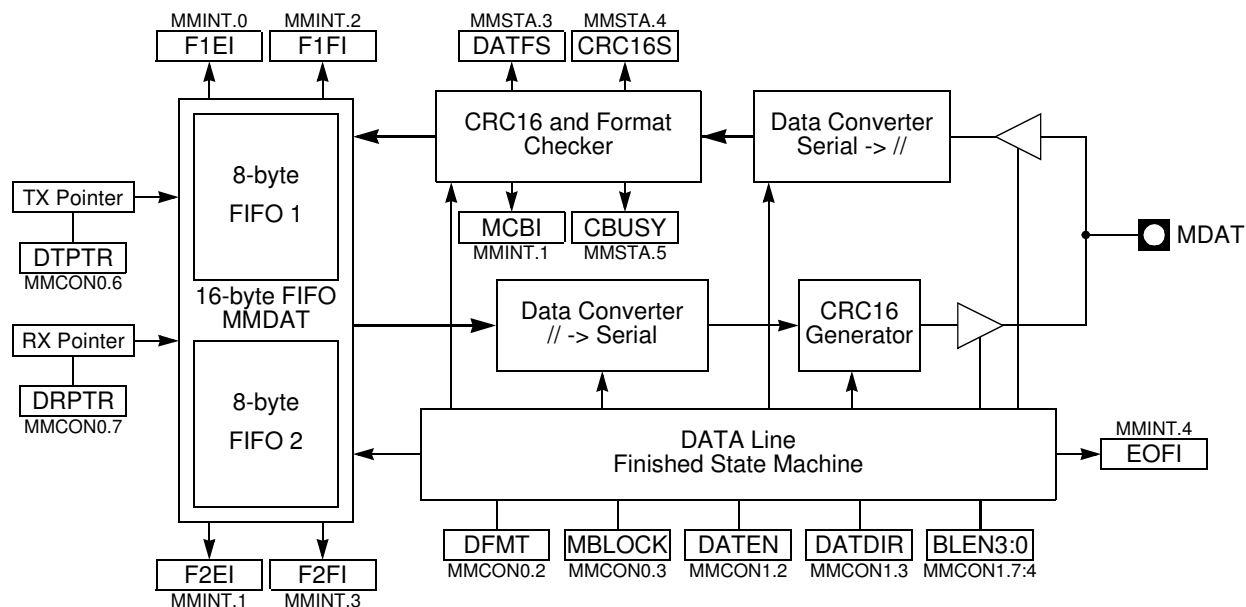 MMINT.0
F1EI
MMINT.2
F1FI
MMSTA.3
DATFS
MMSTA.4
CRC16S
CRC16 and Format
Checker
Data Converter
Serial -> //
8-byte
FIFO 1
TX Pointer
DTPTR
MMCON0.6
MCBI
MMINT.1
CBUSY
MMSTA.5
MDAT
16-byte FIFO
MMDAT
Data Converter
// -> Serial
CRC16
Generator
RX Pointer
DRPTR
MMCON0.7
8-byte
FIFO 2
DATA Line
Finished State Machine
MMINT.4
EOFI
DFMT
MMCON0.2
MBLOCK
MMCON0.3
DATEN
MMCON1.2
DATDIR
MMCON1.3
BLEN3:0
MMCON1.7:4
F2EI
MMINT.1
F2FI
MMINT.3